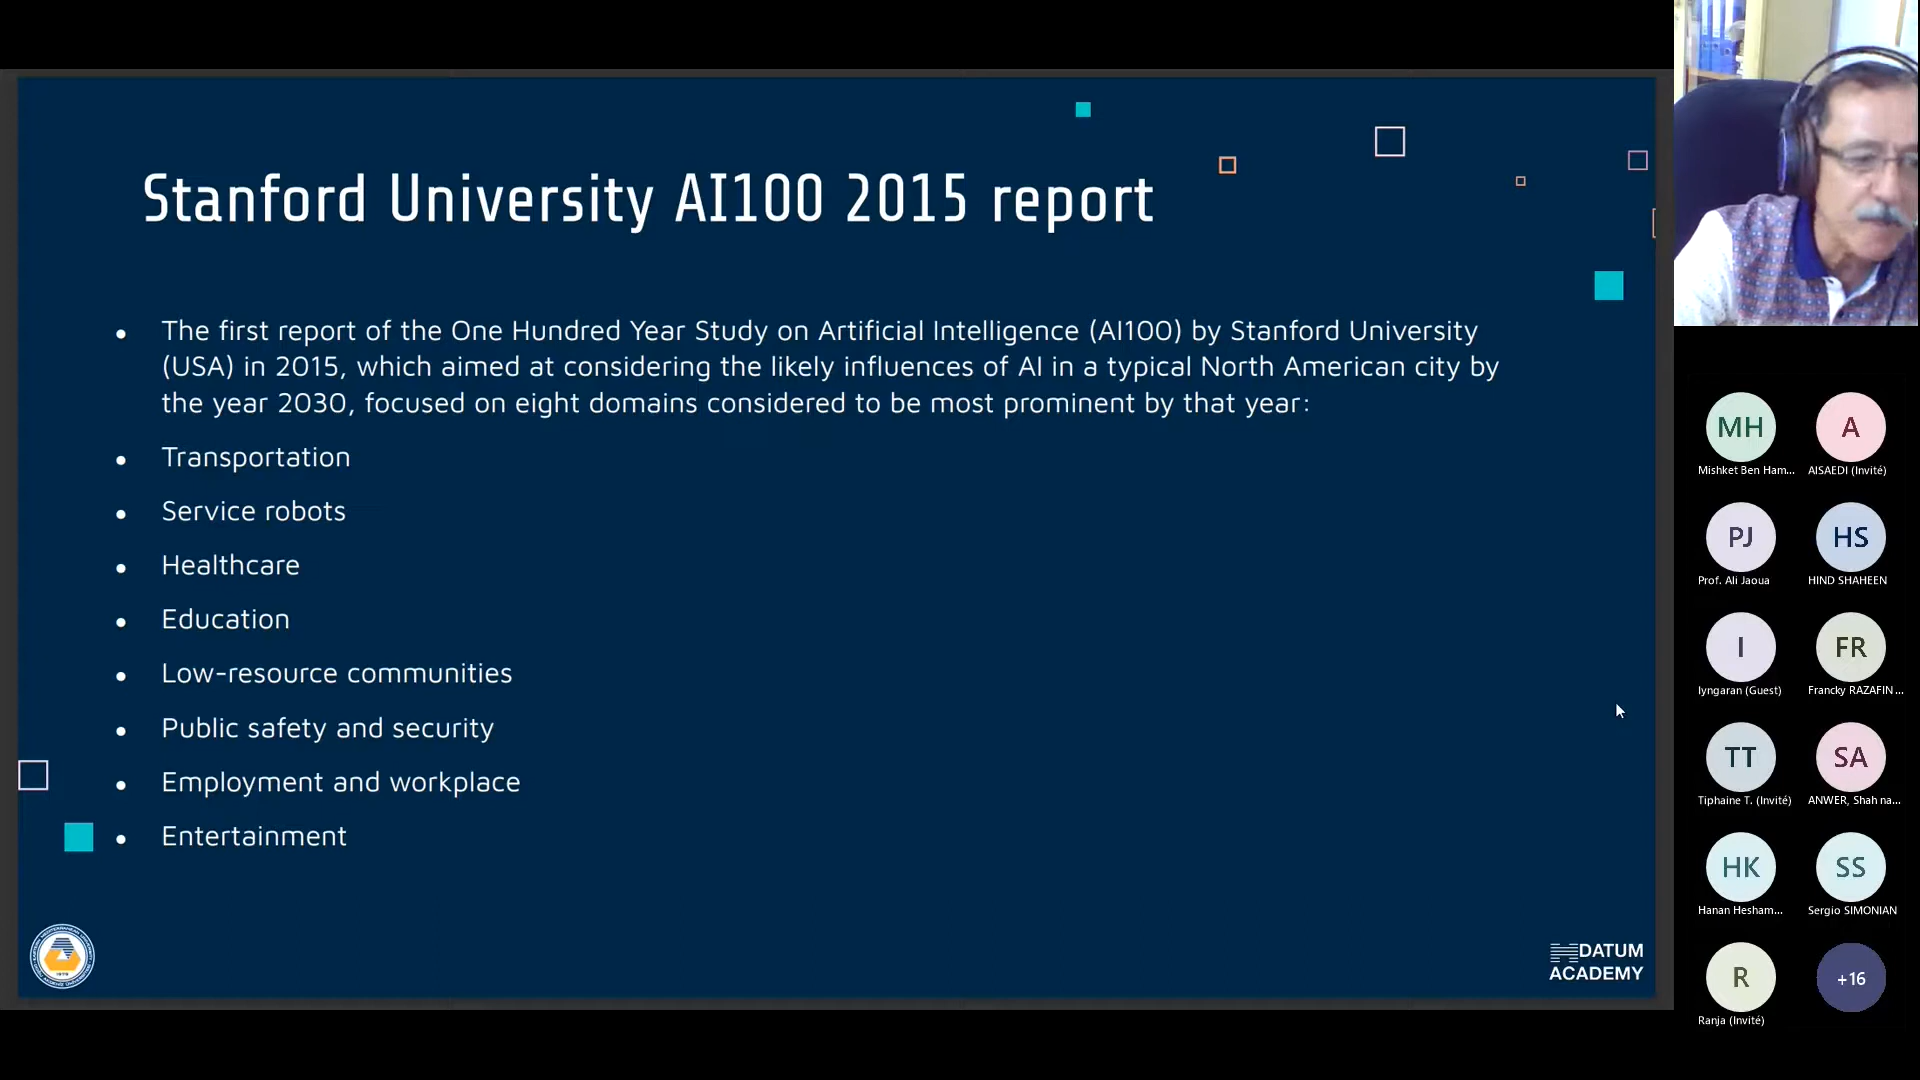 Stanford University AI100 2015 report
• The first report of the One Hundred Year Study on Artificial Intelligence (AI100) by Stanford University
(USA) in 2015, which aimed at considering the likely influences of AI in a typical North American city by
the year 2030, focused on eight domains considered to be most prominent by that year:
• Transportation
• Service robots
• Healthcare
• Education
• Low-resource communities
• Public safety and security
• Employment and workplace
• Entertainment
DATUM
ACADEMY
MH
Mishket Ben Ham...
A
AISAEDI (Invité)
PJ
Prof. Ali Jaoua
HS
HIND SHAHEEN
I
Iyngaran (Guest)
FR
Francky RAZAFIN...
TT
Tiphaine T. (Invité)
SA
ANWER, Shah na...
HK
Hanan Hesham...
SS
Sergio SIMONIAN
R
Ranja (Invité)
+16